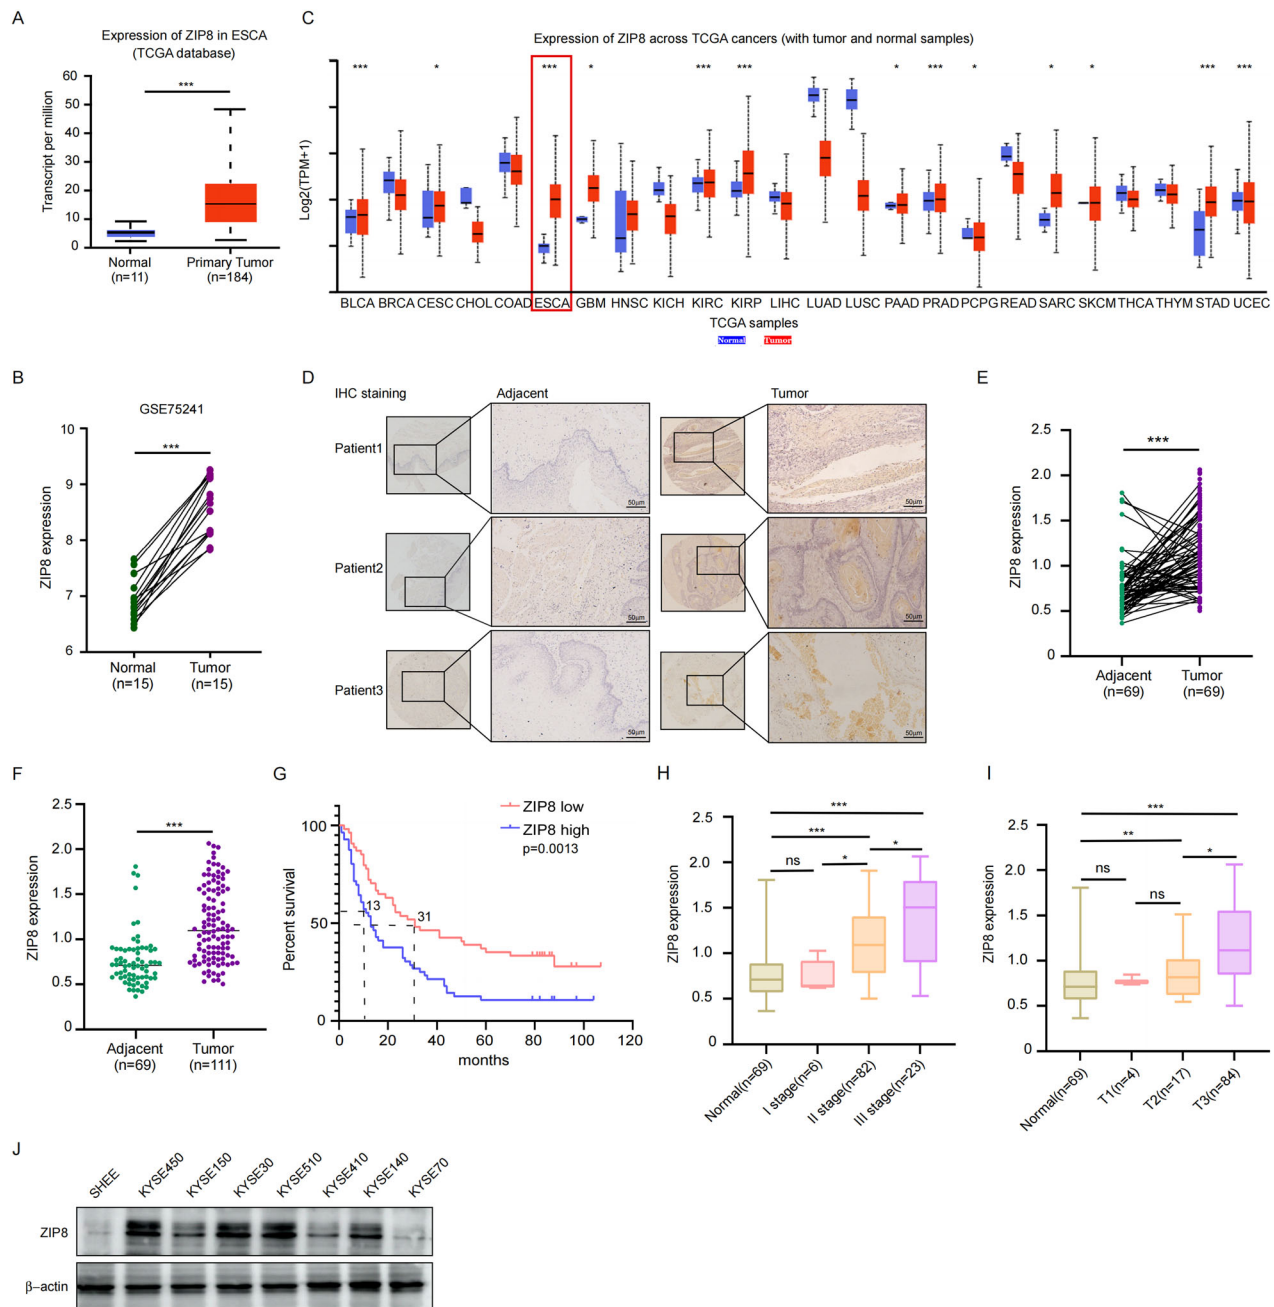 A
Expression of ZIP8 in ESCA
(TCGA database)
Transcript per million
60
50
40
30
20
10
0
***
Normal
(n=11)
Primary Tumor
(n=184)
C
Expression of ZIP8 across TCGA cancers (with tumor and normal samples)
Log2(TPM+1)
*** * *** * *** *** * *** * * * *** ***
BLCA BRCA CESC CHOL COAD ESCA GBM HNSC KICH KIRC KIRP LIHC LUAD LUSC PAAD PRAD PCPG READ SARC SKCM THCA THYM STAD UCEC
TCGA samples
Normal Tumor
B
GSE75241
ZIP8 expression
10
9
8
7
6
***
Normal
(n=15)
Tumor
(n=15)
D
IHC staining
Adjacent
Tumor
Patient1
50μm
50μm
Patient2
50μm
50μm
Patient3
50μm
50μm
E
ZIP8 expression
2.5
2.0
1.5
1.0
0.5
0
***
Adjacent
(n=69)
Tumor
(n=69)
F
ZIP8 expression
2.5
2.0
1.5
1.0
0.5
0
***
Adjacent
(n=69)
Tumor
(n=111)
G
Percent survival
100
50
0
ZIP8 low
ZIP8 high
p=0.0013
13
31
0 20 40 60 80 100 120
months
H
ZIP8 expression
2.5
2.0
1.5
1.0
0.5
0
***
***
ns
*
*
Normal(n=69)
I stage(n=6)
II stage(n=82)
III stage(n=23)
I
ZIP8 expression
2.5
2.0
1.5
1.0
0.5
0
***
**
ns
*
ns
Normal(n=69)
T1(n=4)
T2(n=17)
T3(n=84)
J
SHEE
KYSE450
KYSE150
KYSE30
KYSE510
KYSE410
KYSE140
KYSE70
ZIP8
β−actin